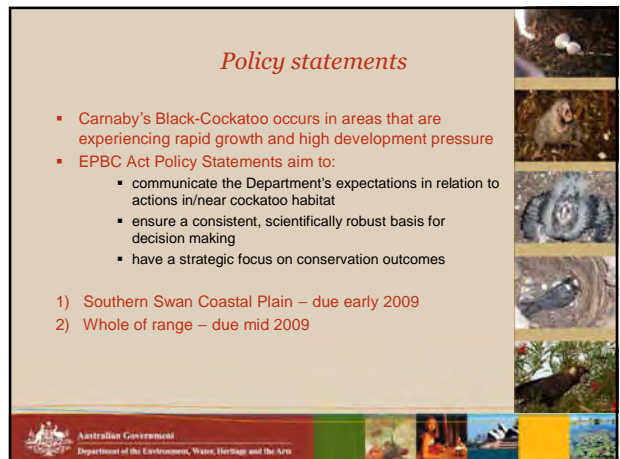 Policy statements
▪ Carnaby's Black-Cockatoo occurs in areas that are
experiencing rapid growth and high development pressure
▪ EPBC Act Policy Statements aim to:
▪ communicate the Department's expectations in relation to
actions in/near cockatoo habitat
▪ ensure a consistent, scientifically robust basis for
decision making
▪ have a strategic focus on conservation outcomes
1) Southern Swan Coastal Plain – due early 2009
2) Whole of range – due mid 2009
Australian Government
Department of the Environment, Water, Heritage and the Arts